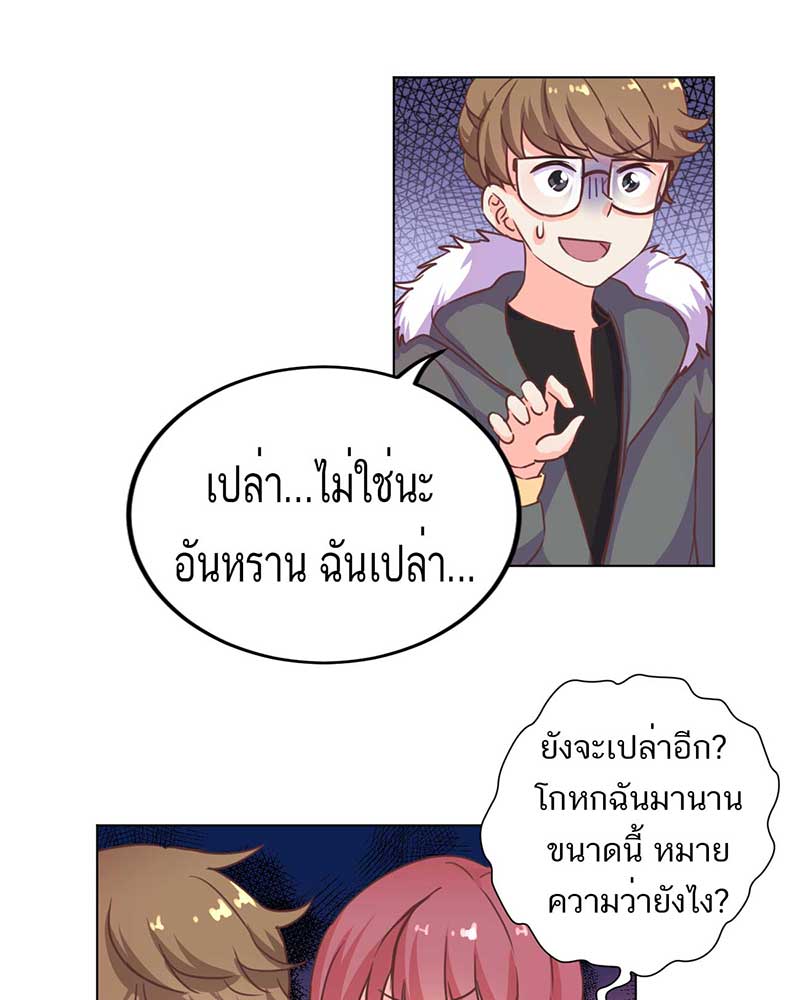 เปล่า...ไม่ใช่นะ
อันหราน ฉันเปล่า...
ยังจะเปล่าอีก?
โกหกฉันมานาน
ขนาดนี้ หมาย
ความว่ายังไง?